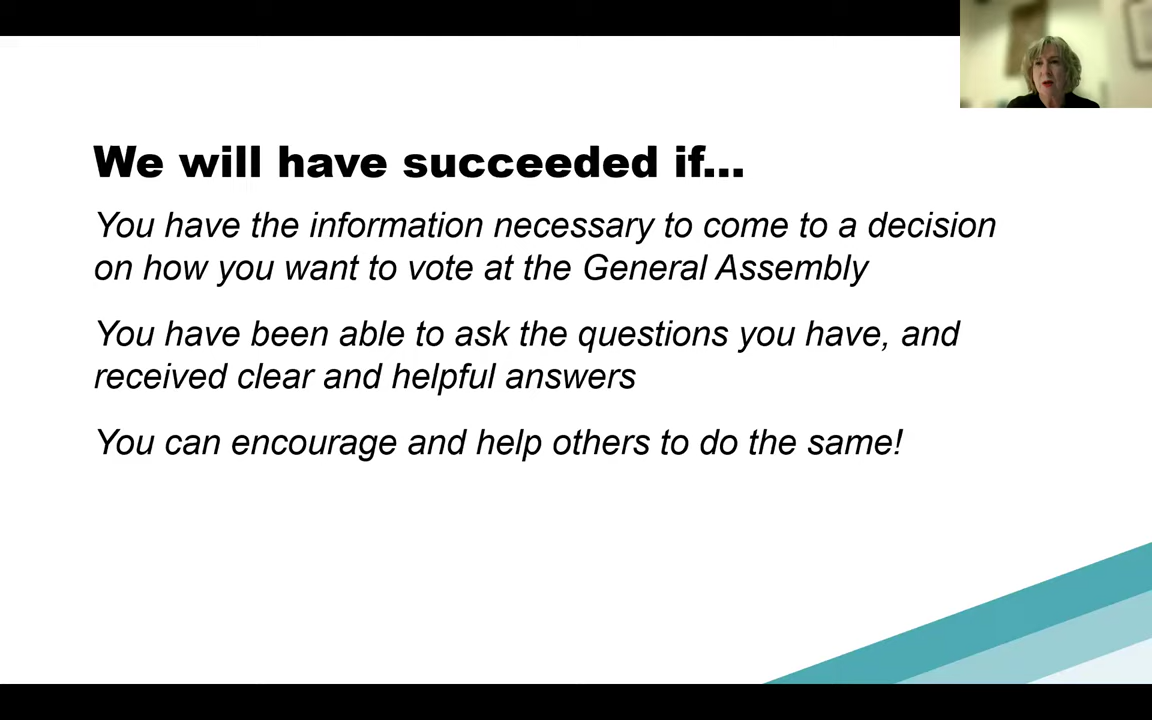 We will have succeeded if...
You have the information necessary to come to a decision
on how you want to vote at the General Assembly
You have been able to ask the questions you have, and
received clear and helpful answers
You can encourage and help others to do the same!